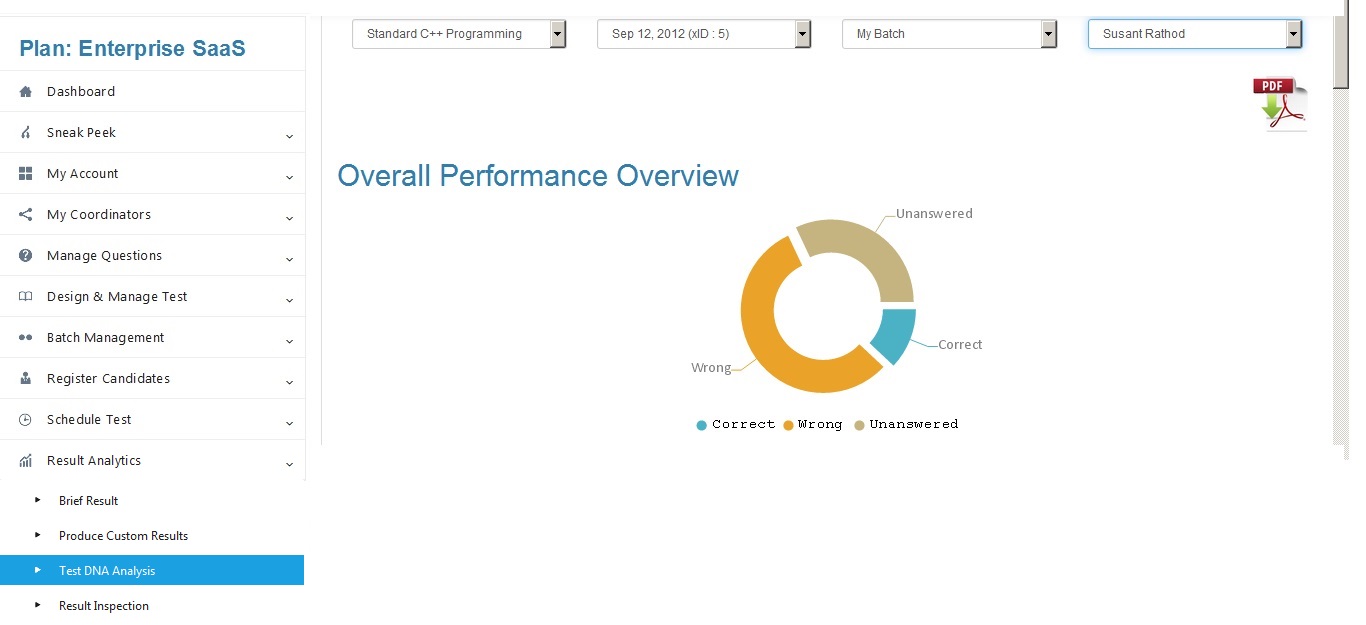 Plan: Enterprise SaaS
Dashboard
Sneak Peek
My Account
My Coordinators
Manage Questions
Design & Manage Test
Batch Management
Register Candidates
Schedule Test
Result Analytics
Brief Result
Produce Custom Results
Test DNA Analysis
Result Inspection
Standard C++ Programming
Sep 12, 2012 (xID : 5)
My Batch
Susant Rathod
PDF
Overall Performance Overview
Unanswered
Correct
Wrong
Correct Wrong Unanswered